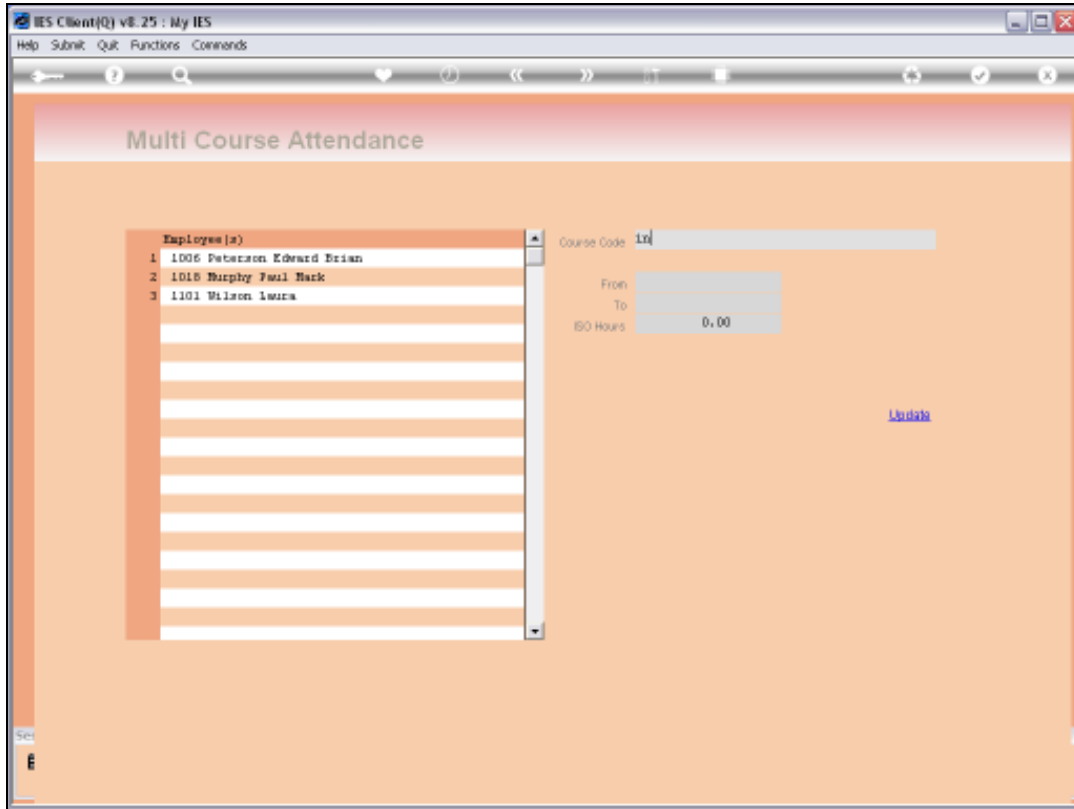 IES Client(Q) v8.25 : My IES
Help Submit Quit Functions Commands
Multi Course Attendance
Employee(s)
1 1006 Peterson Edward Brian
2 1018 Murphy Paul Mark
3 1101 Wilson Laura
Course Code in
From
To
ISO Hours 0.00
Update